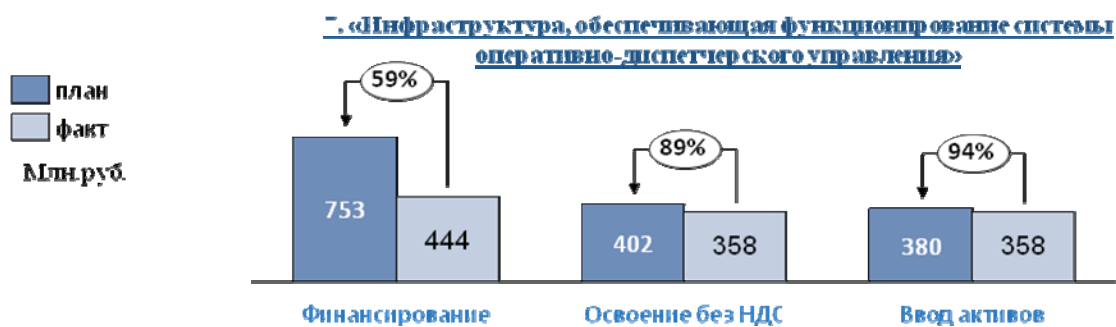 «Инфраструктура, обеспечивающая функционирование системы
оперативно-диспетчерского управления»
план
факт
Млн.руб.
59%
89%
94%
753
444
402
358
380
358
Финансирование
Освоение без НДС
Ввод активов